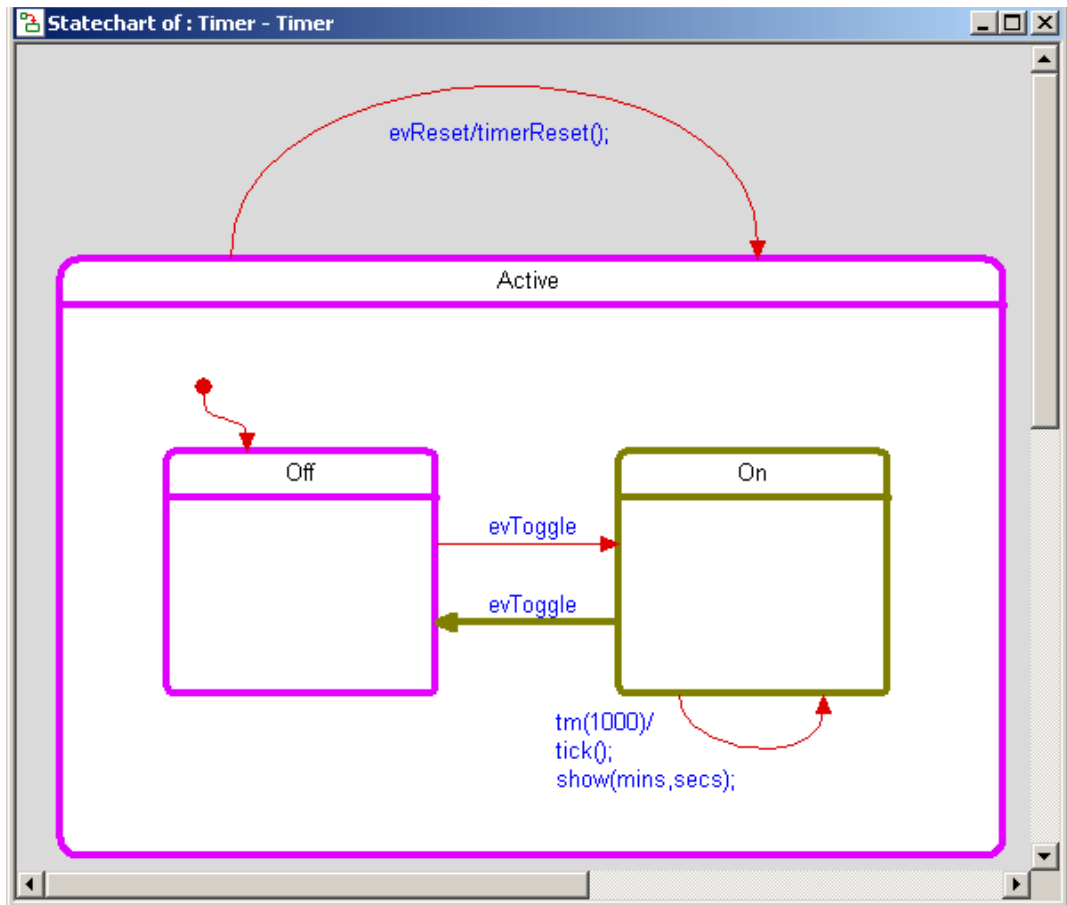 Statechart of : Timer - Timer
evReset/timerReset();
Active
Off
On
evToggle
evToggle
tm(1000)/
tick();
show(mins,secs);